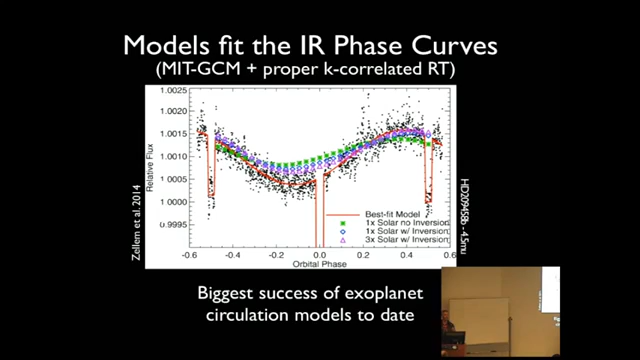 Models fit the IR Phase Curves
(MIT-GCM + proper k-correlated RT)
1.0025
1.0020
1.0015
1.0010
1.0005
1.0000
0.9995
Relative Flux
-0.6
-0.4
-0.2
0.0
0.2
0.4
0.6
Orbital Phase
Best-fit Model
1x Solar no Inversion
1x Solar w/ Inversion
3x Solar w/ Inversion
Zellem et al. 2014
HD209458b - 4.5mu
Biggest success of exoplanet
circulation models to date